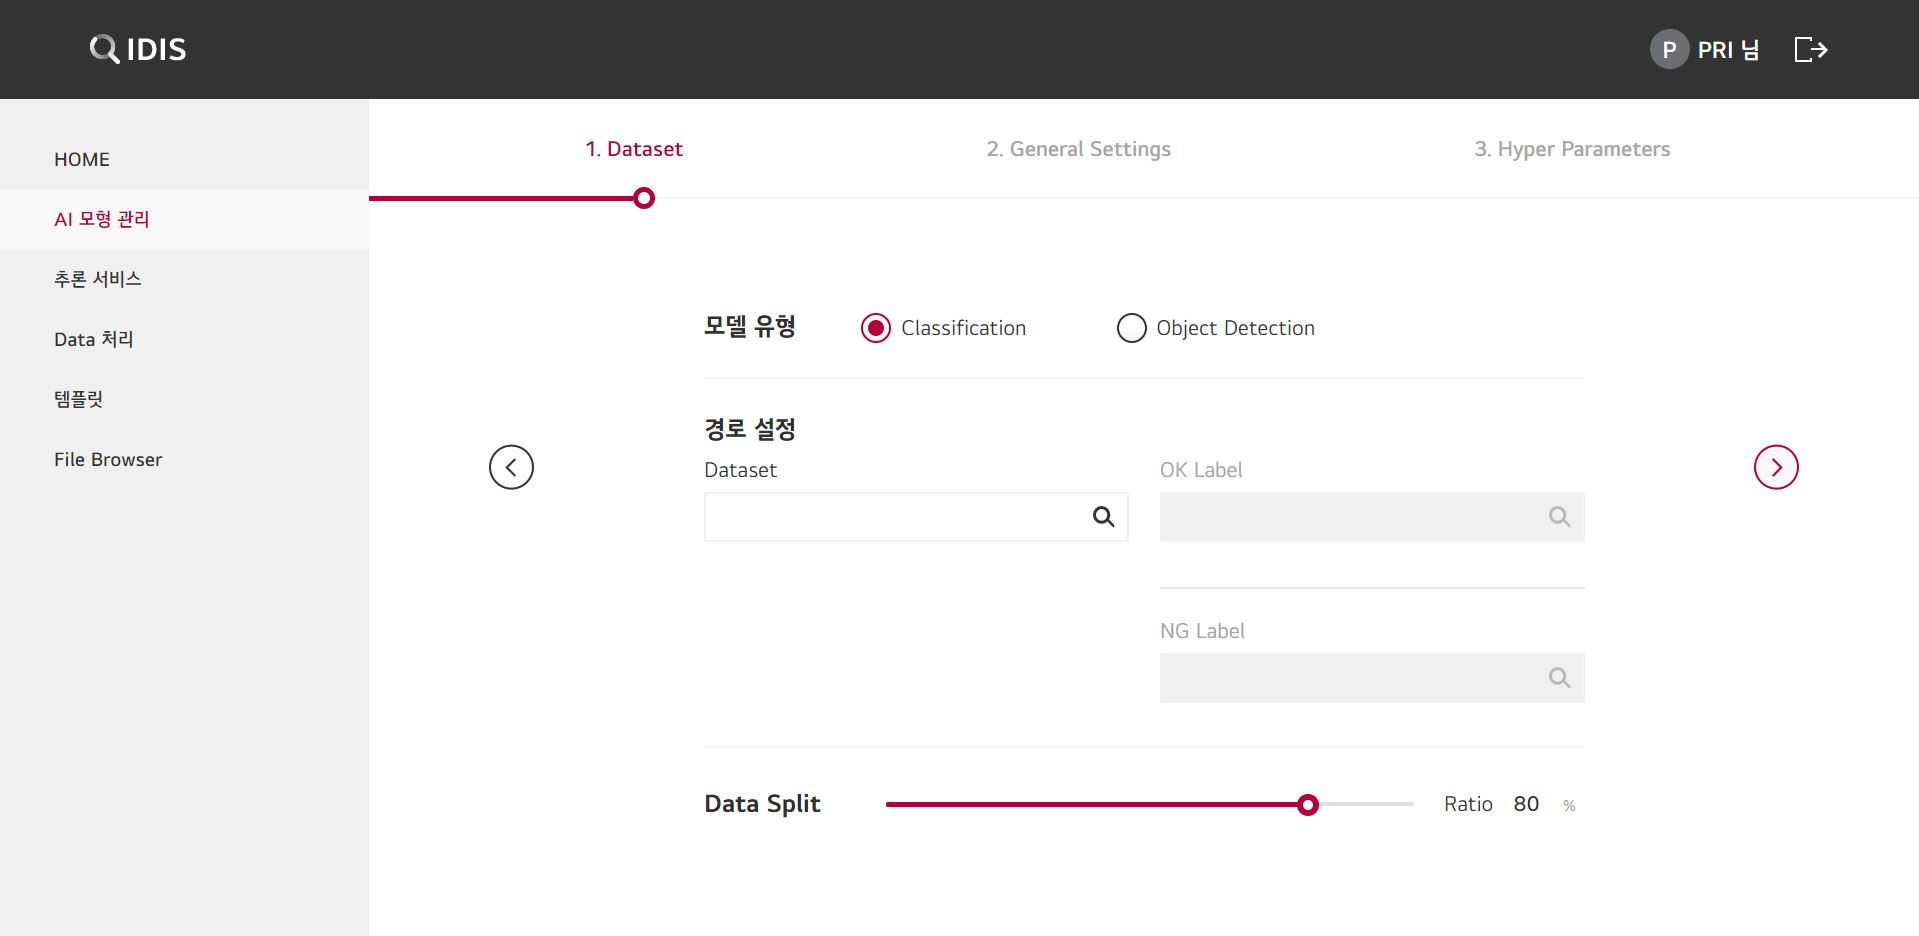 IDIS
P PRI 님
HOME
AI 모형 관리
추론 서비스
Data 처리
템플릿
File Browser
1. Dataset
2. General Settings
3. Hyper Parameters
모델 유형
Classification
Object Detection
경로 설정
Dataset
OK Label
NG Label
Data Split
Ratio 80 %